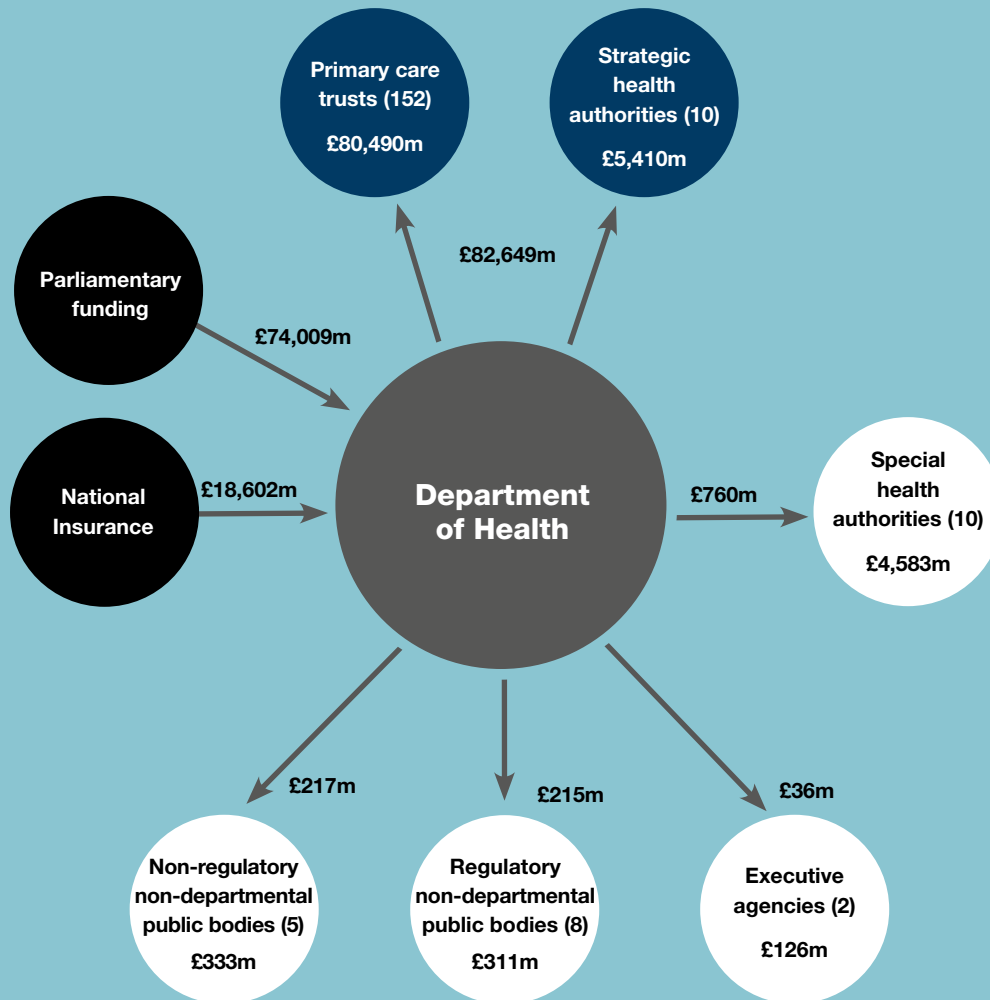 Primary care
trusts (152)
£80,490m
Strategic
health
authorities (10)
£5,410m
£82,649m
Parliamentary
funding
£74,009m
National
Insurance
£18,602m
Department
of Health
£760m
Special
health
authorities (10)
£4,583m
£217m
£215m
£36m
Non-regulatory
non-departmental
public bodies (5)
£333m
Regulatory
non-departmental
public bodies (8)
£311m
Executive
agencies (2)
£126m